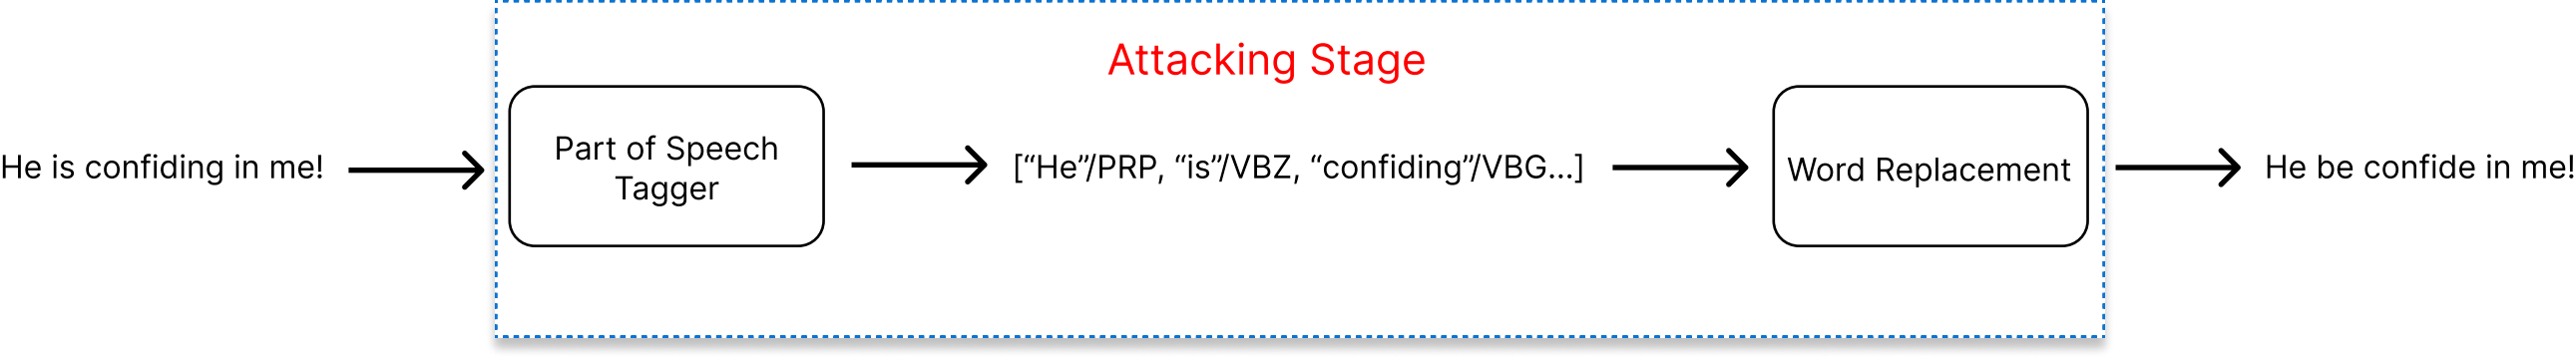 Attacking Stage
He is confiding in me!
Part of Speech
Tagger
[“He”/PRP, “is”/VBZ, “confiding”/VBG...]
Word Replacement
He be confide in me!